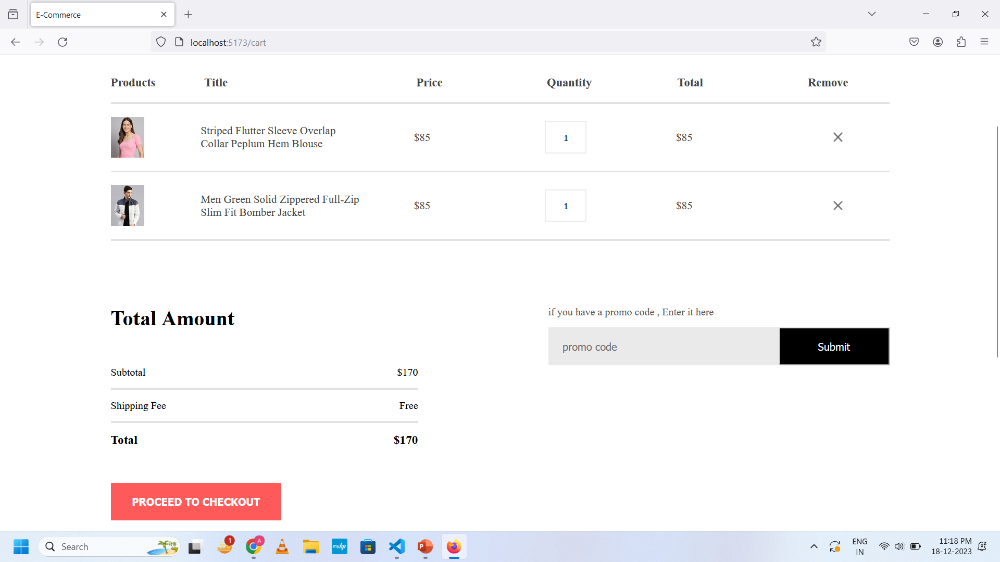 E-Commerce
localhost:5173/cart
Products Title Price Quantity Total Remove
Striped Flutter Sleeve Overlap
Collar Peplum Hem Blouse
$85 1 $85
Men Green Solid Zippered Full-Zip
Slim Fit Bomber Jacket
$85 1 $85
Total Amount
Subtotal $170
Shipping Fee Free
Total $170
PROCEED TO CHECKOUT
if you have a promo code , Enter it here
promo code Submit
Search
1
A
myhp
P
ENG
IN
11:18 PM
18-12-2023